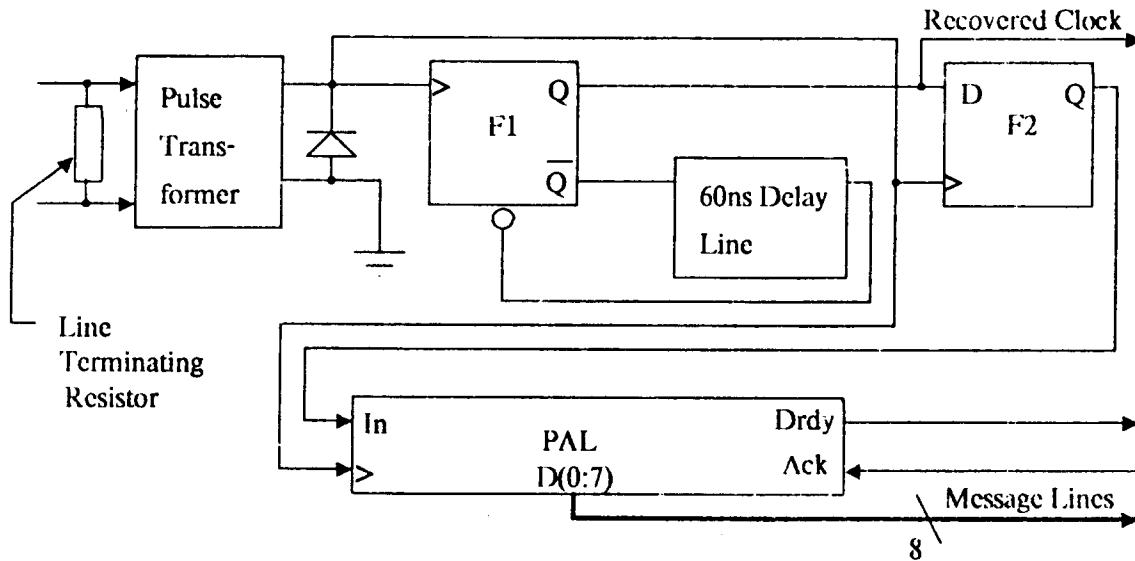 Recovered Clock
Pulse
Trans-
former
F1
Q
Q
60ns Delay
Line
D
Q
F2
Line
Terminating
Resistor
In
PAL
D(0:7)
Drdy
Ack
Message Lines
8